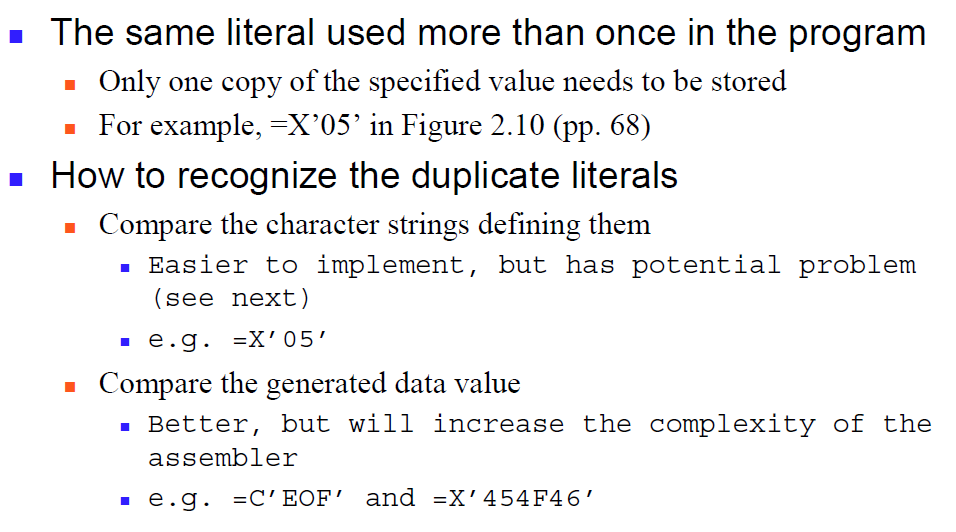 The same literal used more than once in the program
Only one copy of the specified value needs to be stored
For example, =X’05’ in Figure 2.10 (pp. 68)
How to recognize the duplicate literals
Compare the character strings defining them
Easier to implement, but has potential problem
(see next)
e.g. =X’05’
Compare the generated data value
Better, but will increase the complexity of the
assembler
e.g. =C’EOF’ and =X’454F46’